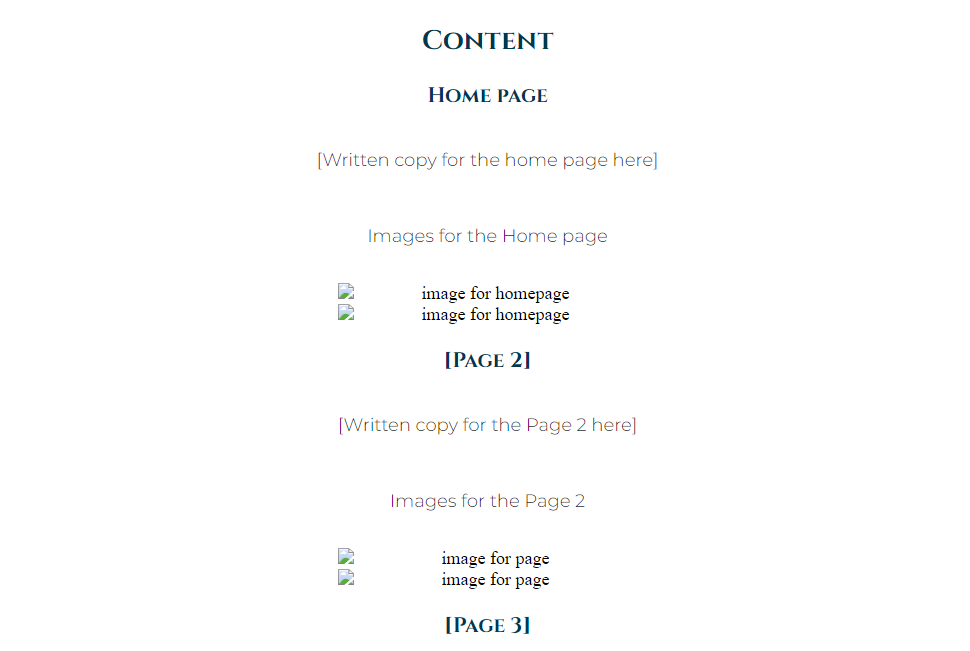 Content
Home page
[Written copy for the home page here]
Images for the Home page
image for homepage
image for homepage
[Page 2]
[Written copy for the Page 2 here]
Images for the Page 2
image for page
image for page
[Page 3]